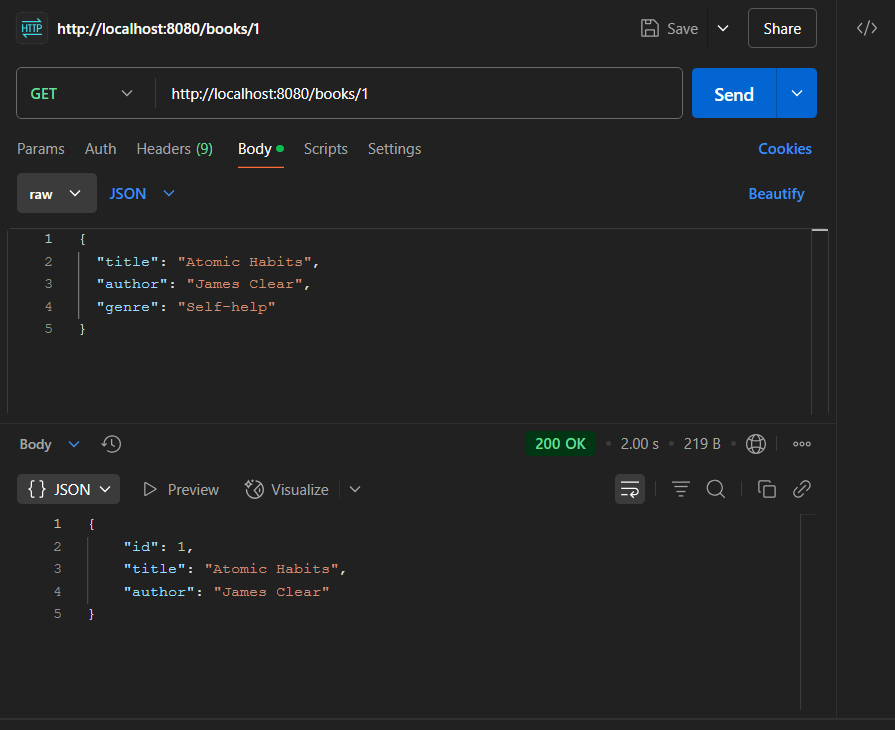 HTTP http://localhost:8080/books/1 Save Share </>
GET http://localhost:8080/books/1 Send
Params Auth Headers (9) Body Scripts Settings Cookies
raw JSON Beautify
1 {
2 "title": "Atomic Habits",
3 "author": "James Clear",
4 "genre": "Self-help"
5 }
Body 200 OK • 2.00 s • 219 B •
{} JSON Preview Visualize
1 {
2 "id": 1,
3 "title": "Atomic Habits",
4 "author": "James Clear"
5 }